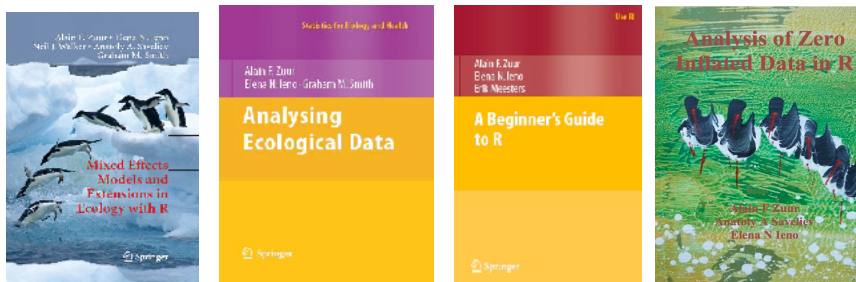 Alain F. Zuur · Elena N. Ieno
Neil J. Walker · Anatoly A. Saveliev
Graham M. Smith
Mixed Effects
Models and
Extensions in
Ecology with R
Springer
Statistics for Biology and Health
Alain F. Zuur
Elena N. Ieno · Graham M. Smith
Analysing
Ecological Data
Springer
Use R!
Alain F. Zuur
Elena N. Ieno
Erik Meesters
A Beginner's Guide
to R
Springer
Analysis of Zero
Inflated Data in R
Alain F Zuur
Anatoly A Saveliev
Elena N Ieno